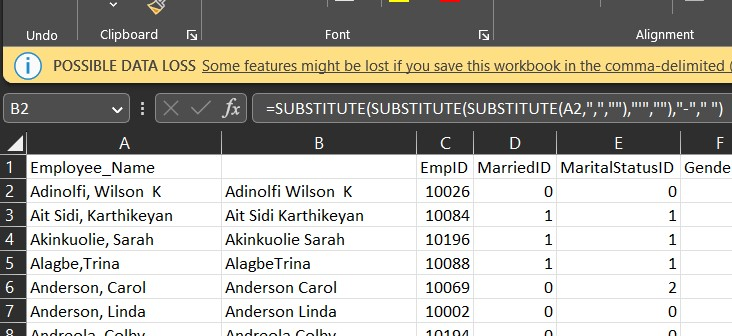 Undo Clipboard Font Alignment
POSSIBLE DATA LOSS Some features might be lost if you save this workbook in the comma-delimited (
B2 fx =SUBSTITUTE(SUBSTITUTE(SUBSTITUTE(A2,",",""),"'",""),"-"," ")
A B C D E F
1 Employee_Name EmpID MarriedID MaritalStatusID Gende
2 Adinolfi, Wilson  K Adinolfi Wilson  K 10026 0 0
3 Ait Sidi, Karthikeyan Ait Sidi Karthikeyan 10084 1 1
4 Akinkuolie, Sarah Akinkuolie Sarah 10196 1 1
5 Alagbe,Trina AlagbeTrina 10088 1 1
6 Anderson, Carol Anderson Carol 10069 0 2
7 Anderson, Linda Anderson Linda 10002 0 0
8 Andreola, Colby Andreola Colby 10194 0 0